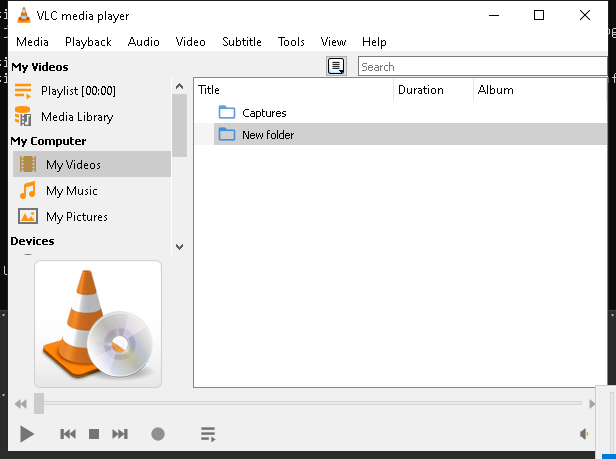 VLC media player
Media Playback Audio Video Subtitle Tools View Help
My Videos
Search
Playlist [00:00]
Media Library
My Computer
My Videos
My Music
My Pictures
Devices
Title Duration Album
Captures
New folder